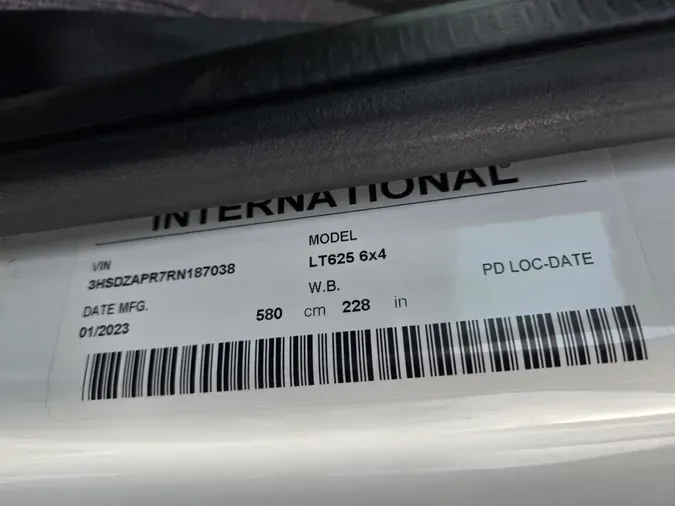 INTERNATIONAL®
VIN
3HSDZAPR7RN187038
MODEL
LT625 6x4
DATE MFG.
01/2023
W.B.
580 cm 228 in
PD LOC-DATE